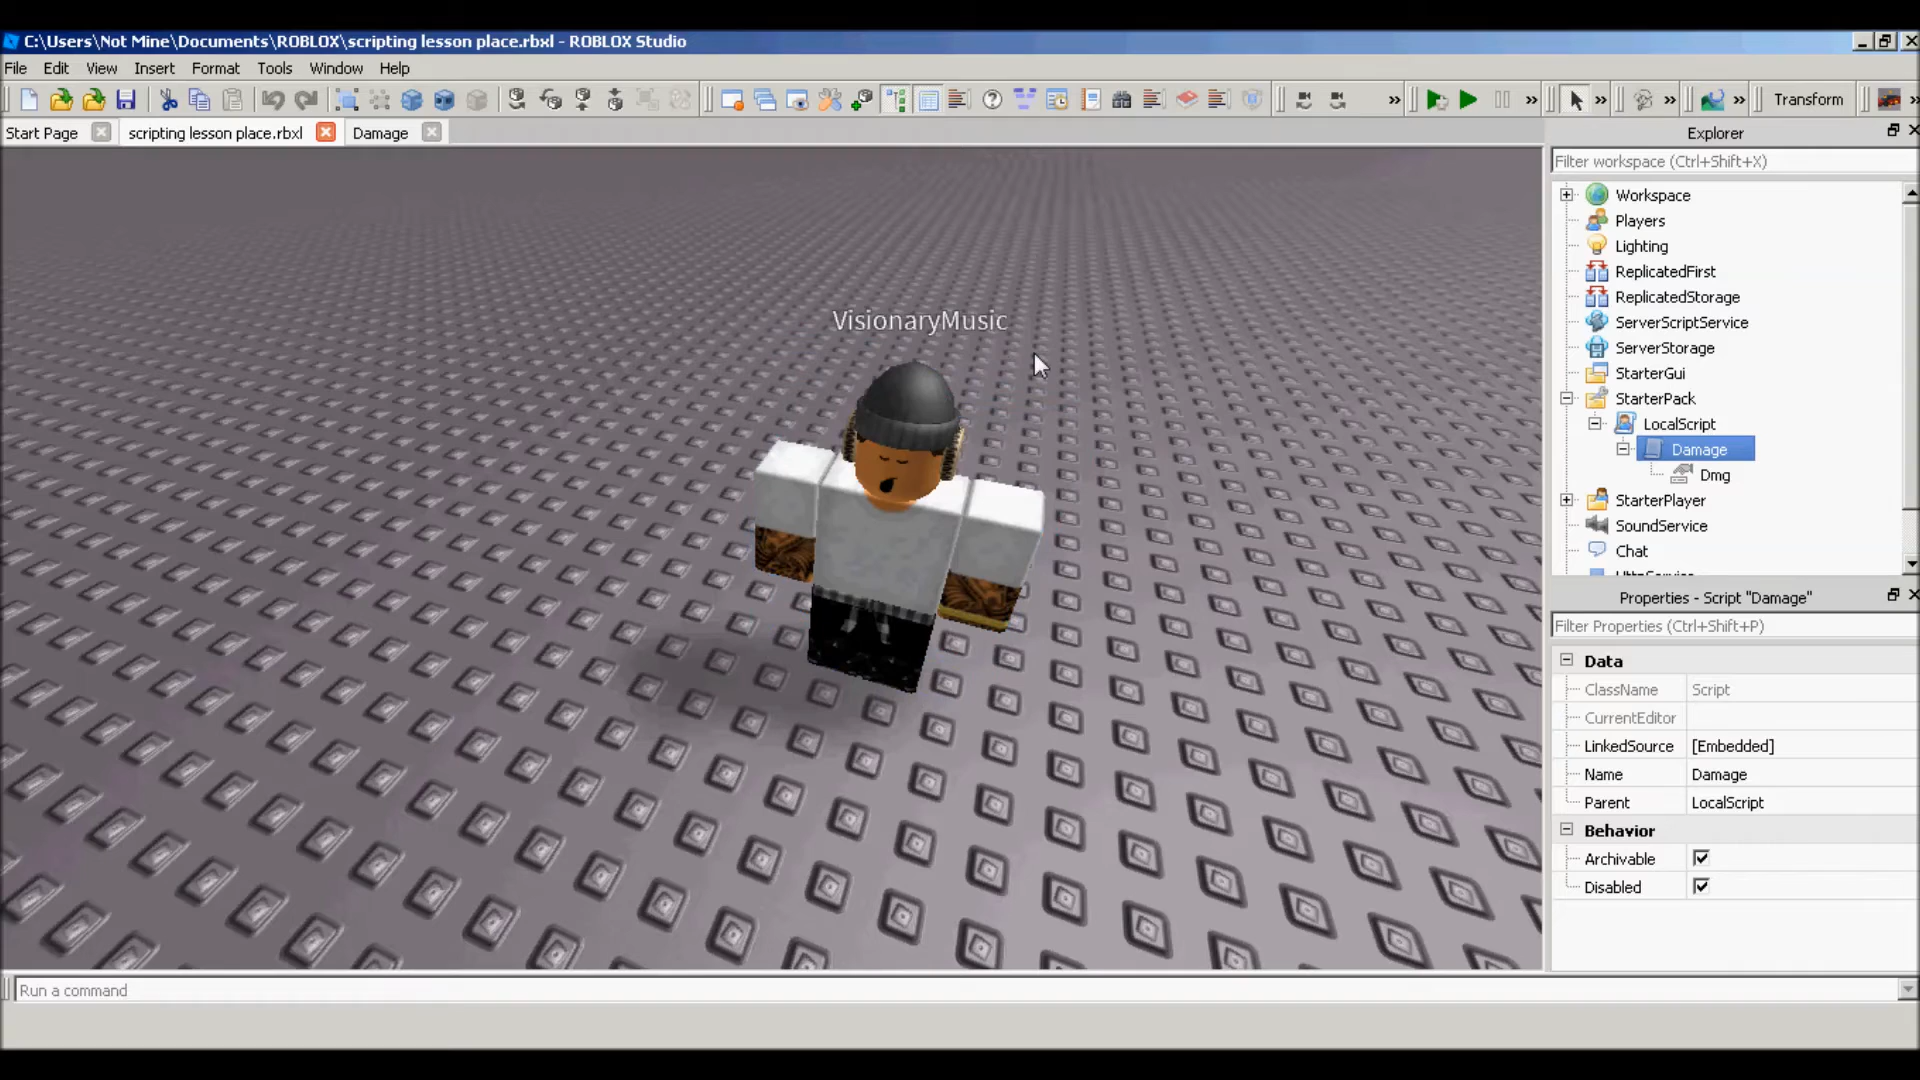 C:\Users\Not Mine\Documents\ROBLOX\scripting lesson place.rbxl - ROBLOX Studio
File Edit View Insert Format Tools Window Help
Transform
Start Page scripting lesson place.rbxl Damage
Explorer
Filter workspace (Ctrl+Shift+X)
Workspace
Players
Lighting
ReplicatedFirst
ReplicatedStorage
ServerScriptService
ServerStorage
StarterGui
StarterPack
LocalScript
Damage
Dmg
StarterPlayer
SoundService
Chat
VisionaryMusic
Properties - Script "Damage"
Filter Properties (Ctrl+Shift+P)
Data
ClassName Script
CurrentEditor
LinkedSource [Embedded]
Name Damage
Parent LocalScript
Behavior
Archivable
Disabled
Run a command